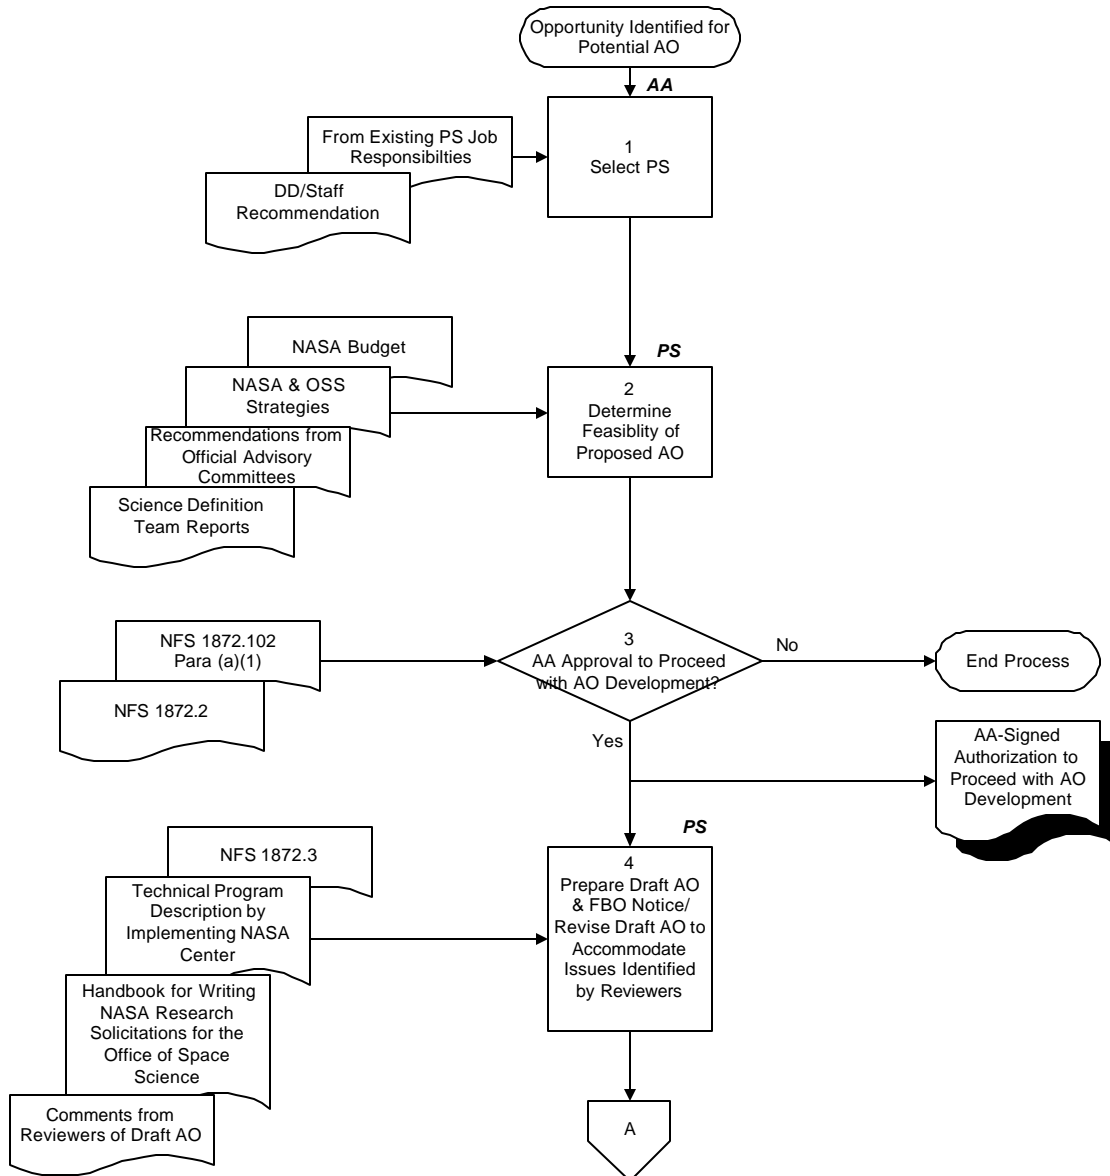 Opportunity Identified for
Potential AO
AA
From Existing PS Job
Responsibilties
DD/Staff
Recommendation
1
Select PS
NASA Budget
NASA & OSS
Strategies
Recommendations from
Official Advisory
Committees
Science Definition
Team Reports
PS
2
Determine
Feasiblity of
Proposed AO
NFS 1872.102
Para (a)(1)
NFS 1872.2
3
AA Approval to Proceed
with AO Development?
No
End Process
Yes
AA-Signed
Authorization to
Proceed with AO
Development
PS
NFS 1872.3
Technical Program
Description by
Implementing NASA
Center
Handbook for Writing
NASA Research
Solicitations for the
Office of Space
Science
Comments from
Reviewers of Draft AO
4
Prepare Draft AO
& FBO Notice/
Revise Draft AO to
Accommodate
Issues Identified
by Reviewers
A